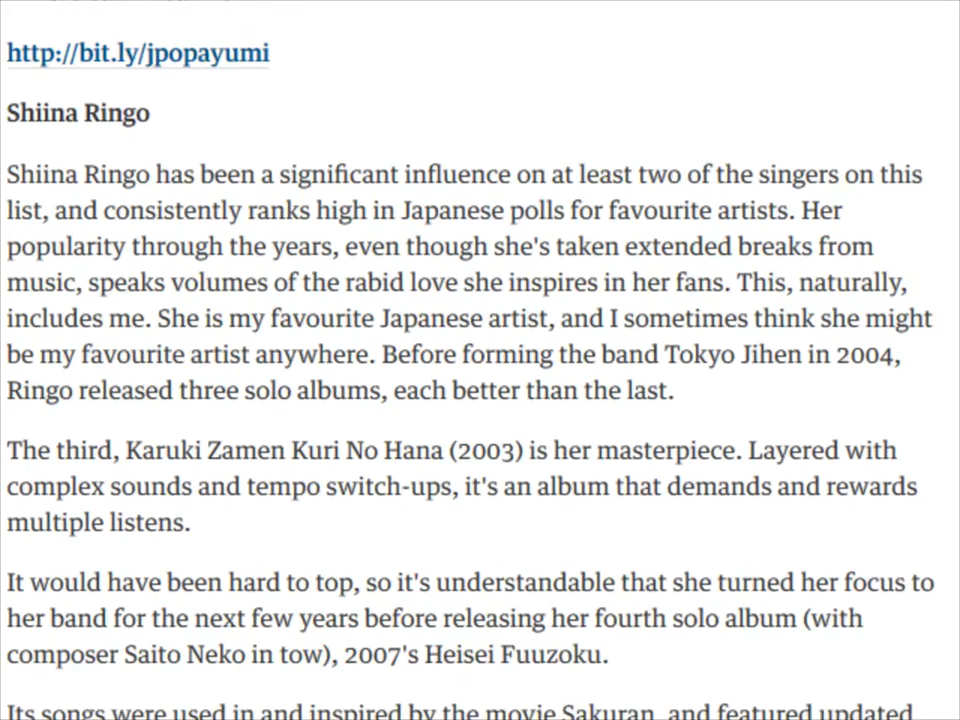 http://bit.ly/jpopayumi
Shiina Ringo
Shiina Ringo has been a significant influence on at least two of the singers on this
list, and consistently ranks high in Japanese polls for favourite artists. Her
popularity through the years, even though she's taken extended breaks from
music, speaks volumes of the rabid love she inspires in her fans. This, naturally,
includes me. She is my favourite Japanese artist, and I sometimes think she might
be my favourite artist anywhere. Before forming the band Tokyo Jihen in 2004,
Ringo released three solo albums, each better than the last.
The third, Karuki Zamen Kuri No Hana (2003) is her masterpiece. Layered with
complex sounds and tempo switch-ups, it's an album that demands and rewards
multiple listens.
It would have been hard to top, so it's understandable that she turned her focus to
her band for the next few years before releasing her fourth solo album (with
composer Saito Neko in tow), 2007's Heisei Fuuzoku.
Its songs were used in and inspired by the movie Sakuran, and featured updated